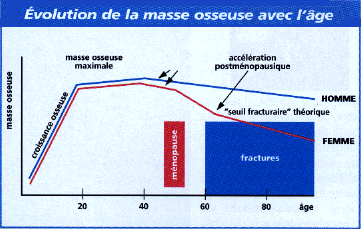 Évolution de la masse osseuse avec l'âge
masse osseuse
maximale
accélération
postménopausique
masse osseuse
croissance osseuse
HOMME
"seuil fracturaire" théorique
FEMME
ménopause
fractures
20
40
60
80
âge